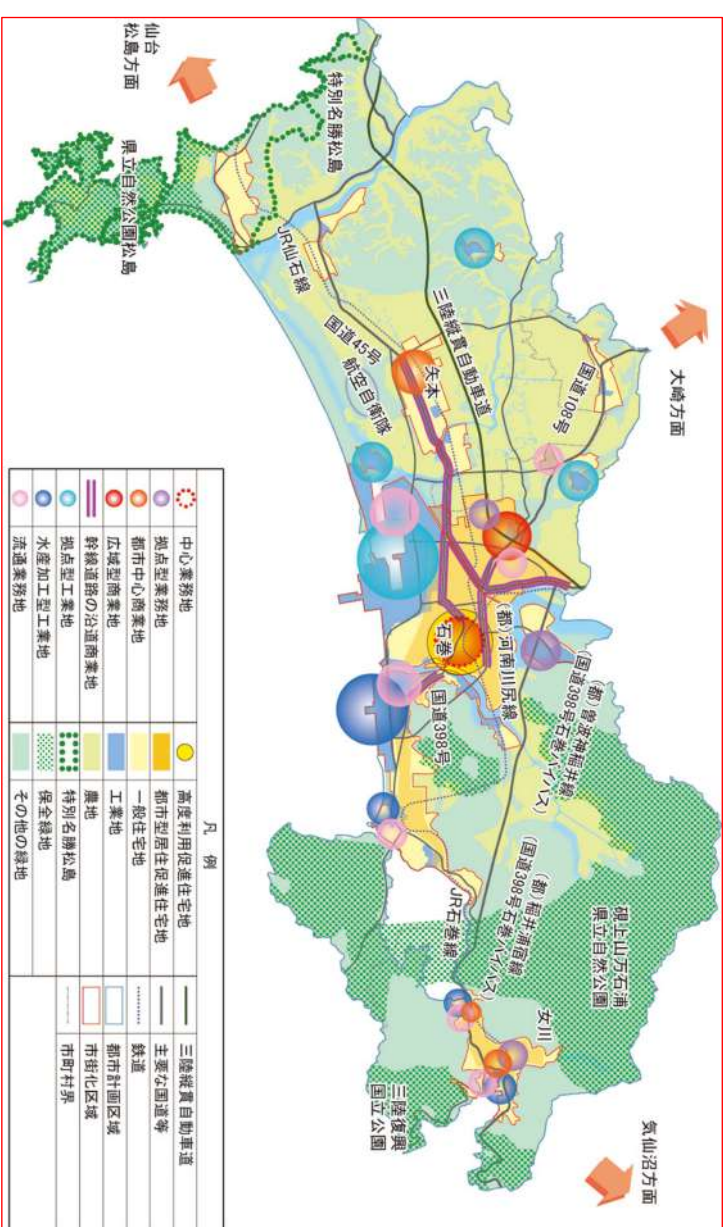 仙台
松島方面
大崎方面
気仙沼方面
特別名勝松島
県立自然公園松島
JR仙石線
国道45号
航空自衛隊
矢本
三陸縦貫自動車道
国道108号
石巻
(都)河南川尻線
国道398号
(都)曽波神稲井線
(国道398号石巻バイパス)
(都)稲井浦宿線
(国道398号石巻バイパス)
JR石巻線
硯上山万石浦
県立自然公園
女川
三陸復興
国立公園
凡 例
中心業務地
拠点型業務地
都市中心商業地
広域型商業地
幹線道路の沿道商業地
拠点型工業地
水産加工型工業地
流通業務地
高度利用促進住宅地
都市型居住促進住宅地
一般住宅地
工業地
農地
特別名勝松島
保全緑地
その他の緑地
三陸縦貫自動車道
主要な国道等
鉄道
都市計画区域
市街化区域
市町村界